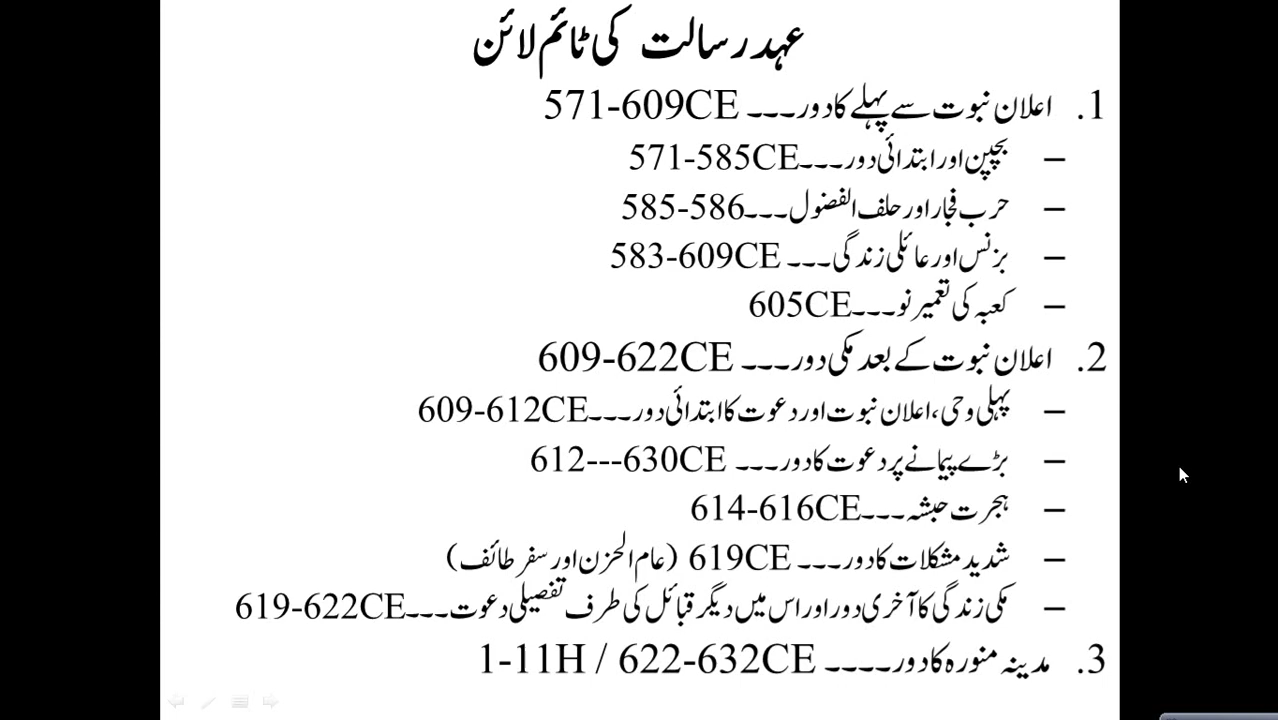 عہد رسالت کی ٹائم لائن
1. اعلان نبوت سے پہلے کا دور۔۔۔ 571-609CE
– بچپن اور ابتدائی دور۔۔۔571-585CE
– حرب فجار اور حلف الفضول۔۔۔585-586
– بزنس اور عائلی زندگی۔۔۔ 583-609CE
– کعبہ کی تعمیر نو۔۔۔605CE
2. اعلان نبوت کے بعد مکی دور۔۔۔ 609-622CE
– پہلی وحی، اعلان نبوت اور دعوت کا ابتدائی دور۔۔۔609-612CE
– بڑے پیمانے پر دعوت کا دور۔۔۔ 612---630CE
– ہجرت حبشہ۔۔۔614-616CE
– شدید مشکلات کا دور۔۔۔ 619CE (عام الحزن اور سفر طائف)
– مکی زندگی کا آخری دور اور اس میں دیگر قبائل کی طرف تفصیلی دعوت۔۔۔619-622CE
3. مدینہ منورہ کا دور۔۔۔۔ 1-11H / 622-632CE